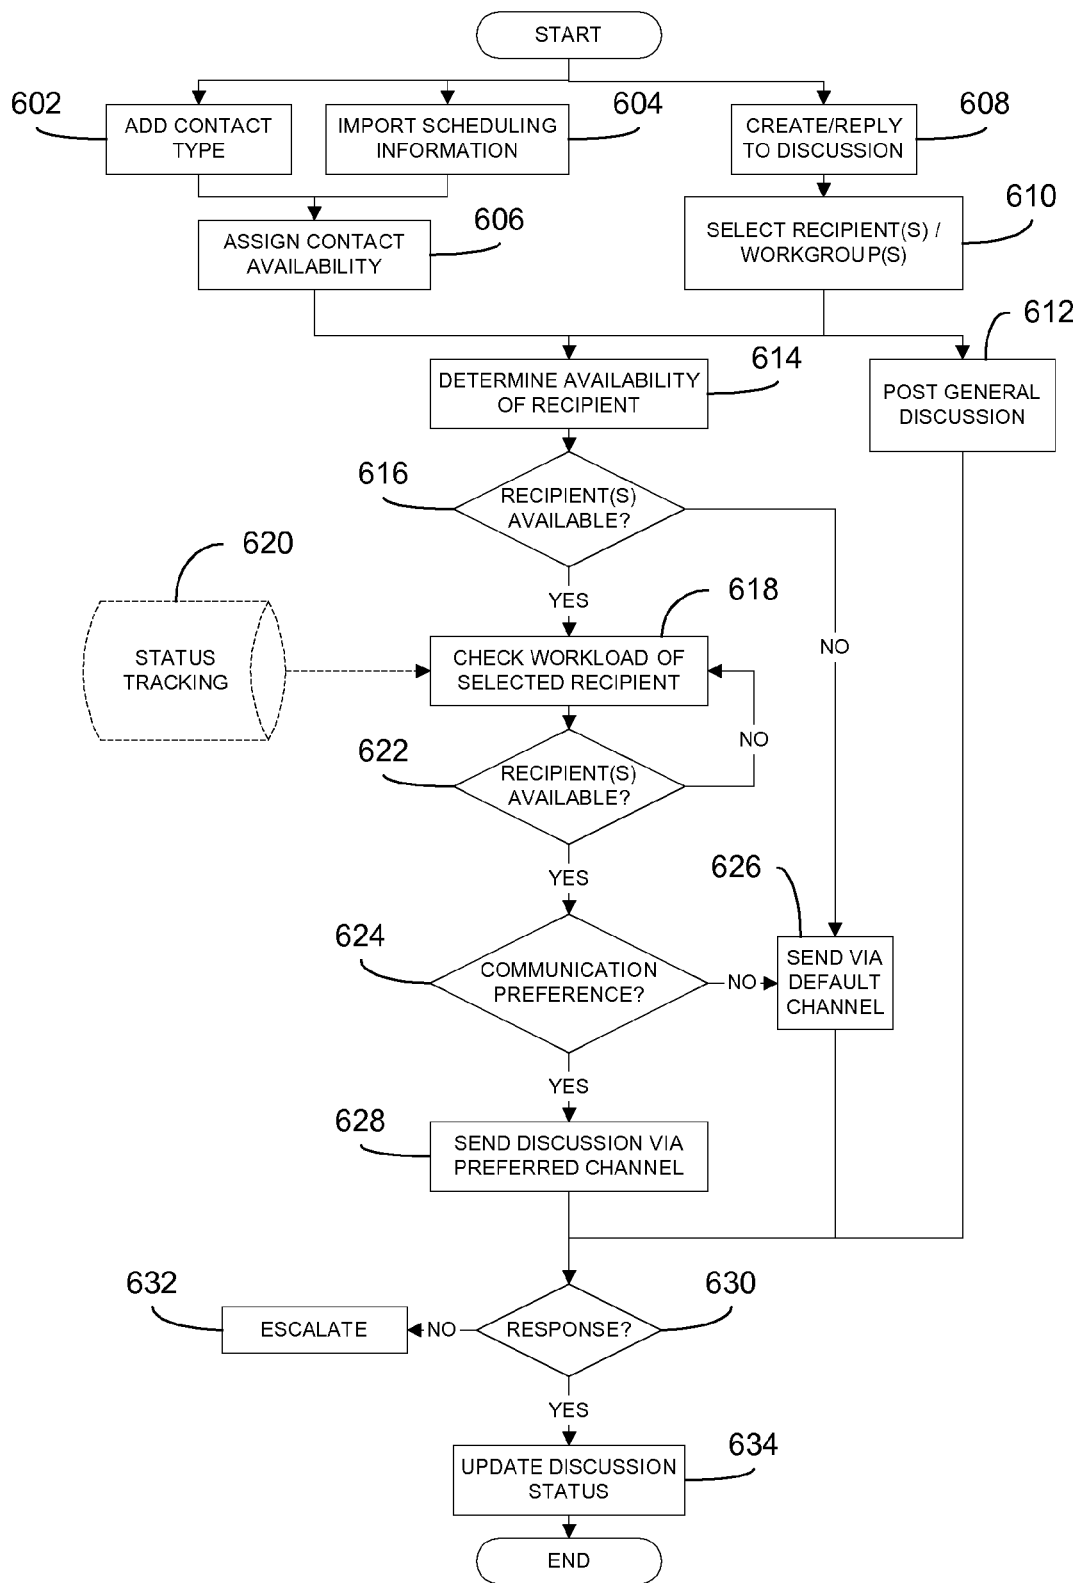 START
602
ADD CONTACT
TYPE
IMPORT SCHEDULING
INFORMATION
604
CREATE/REPLY
TO DISCUSSION
608
ASSIGN CONTACT
AVAILABILITY
606
SELECT RECIPIENT(S) /
WORKGROUP(S)
610
612
DETERMINE AVAILABILITY
OF RECIPIENT
614
POST GENERAL
DISCUSSION
616
RECIPIENT(S)
AVAILABLE?
620
YES
618
NO
STATUS
TRACKING
CHECK WORKLOAD OF
SELECTED RECIPIENT
NO
622
RECIPIENT(S)
AVAILABLE?
YES
626
624
COMMUNICATION
PREFERENCE?
NO
SEND VIA
DEFAULT
CHANNEL
YES
628
SEND DISCUSSION VIA
PREFERRED CHANNEL
632
ESCALATE
NO
RESPONSE?
630
YES
UPDATE DISCUSSION
STATUS
634
END